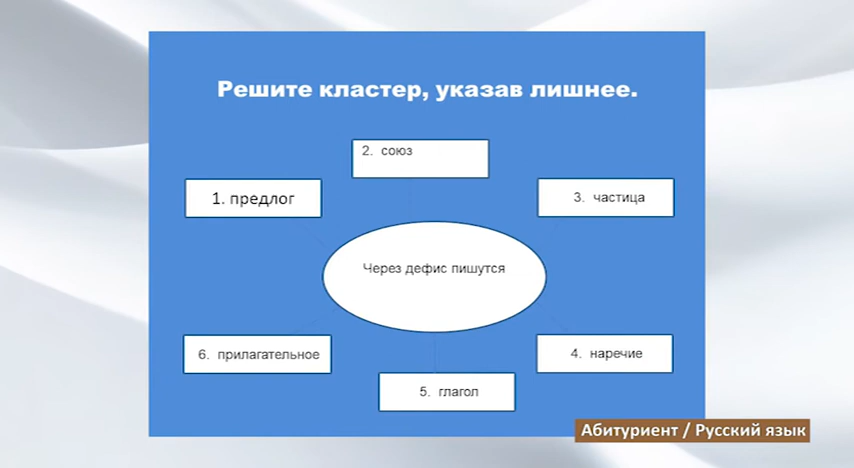 Решите кластер, указав лишнее.
2. союз
1. предлог
3. частица
Через дефис пишутся
6. прилагательное
4. наречие
5. глагол
Абитуриент / Русский язык